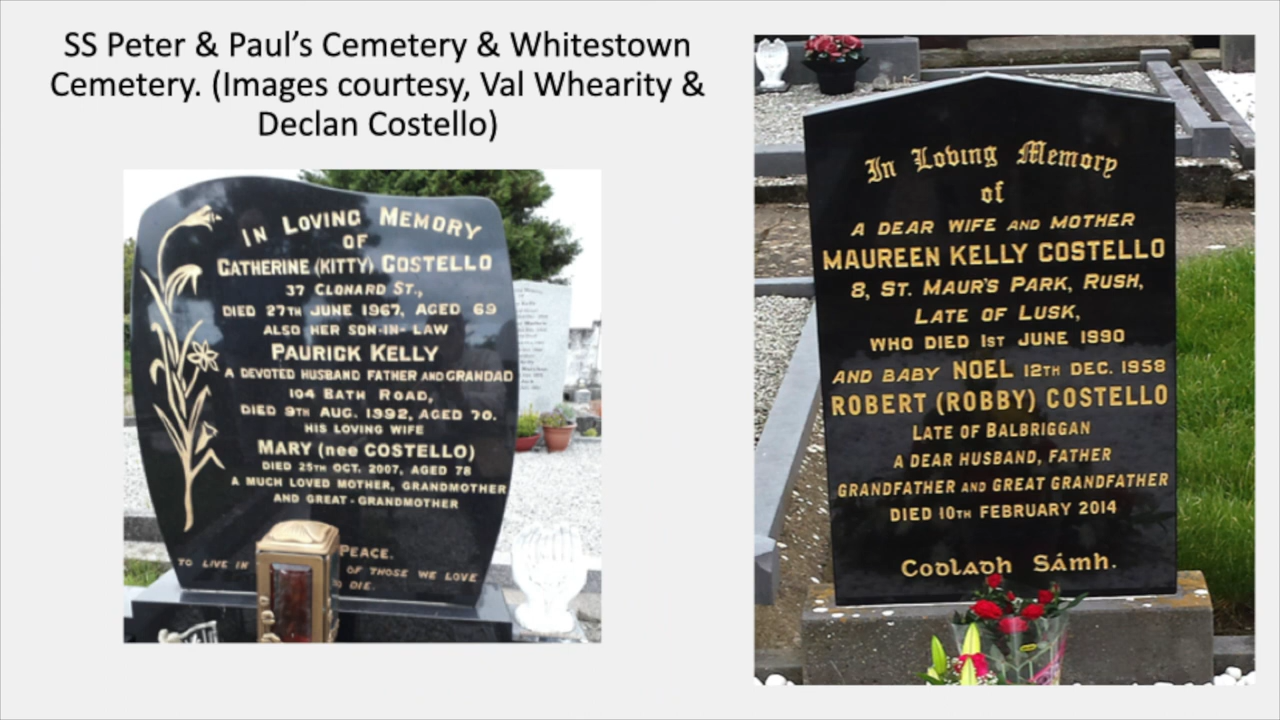 SS Peter & Paul's Cemetery & Whitestown
Cemetery. (Images courtesy, Val Whearity &
Declan Costello)
IN LOVING MEMORY
OF
CATHERINE (KITTY) COSTELLO
37 CLONARD ST.,
DIED 27TH JUNE 1967, AGED 69
ALSO HER SON-IN-LAW
PAURICK KELLY
A DEVOTED HUSBAND FATHER AND GRANDAD
104 BATH ROAD,
DIED 9TH AUG. 1992, AGED 70.
HIS LOVING WIFE
MARY (nee COSTELLO)
DIED 25TH OCT. 2007, AGED 78
A MUCH LOVED MOTHER, GRANDMOTHER
AND GREAT-GRANDMOTHER
PEACE.
TO LIVE IN OF THOSE WE LOVE
DIE.
In Loving Memory
of
A DEAR WIFE AND MOTHER
MAUREEN KELLY COSTELLO
8, ST. MAUR'S PARK, RUSH,
LATE OF LUSK,
WHO DIED 1ST JUNE 1990
AND BABY NOEL 12TH DEC. 1958
ROBERT (ROBBY) COSTELLO
LATE OF BALBRIGGAN
A DEAR HUSBAND, FATHER
GRANDFATHER AND GREAT GRANDFATHER
DIED 10TH FEBRUARY 2014
Codladh Sámh.